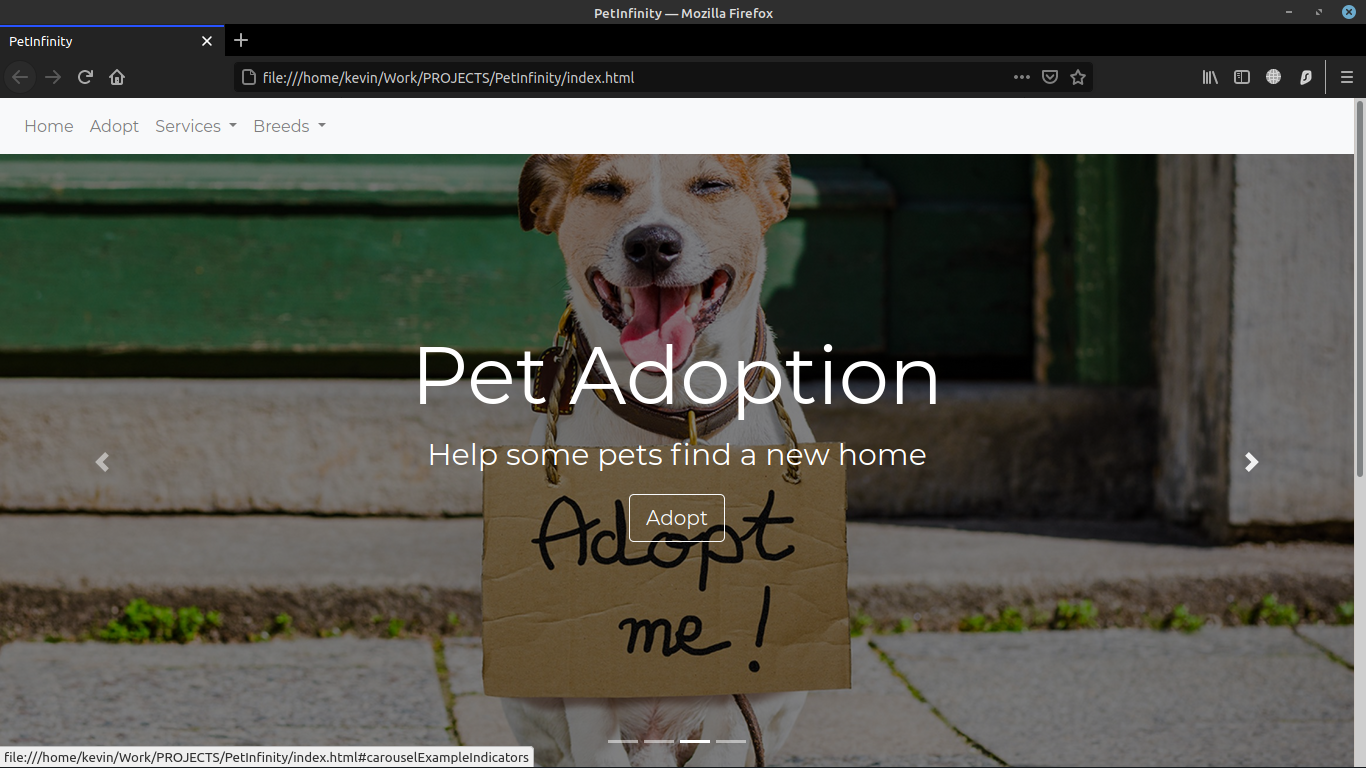 PetInfinity — Mozilla Firefox
PetInfinity
file:///home/kevin/Work/PROJECTS/PetInfinity/index.html
Home Adopt Services Breeds
Pet Adoption
Help some pets find a new home
Adopt
Adopt
me!
file:///home/kevin/Work/PROJECTS/PetInfinity/index.html#carouselExampleIndicators